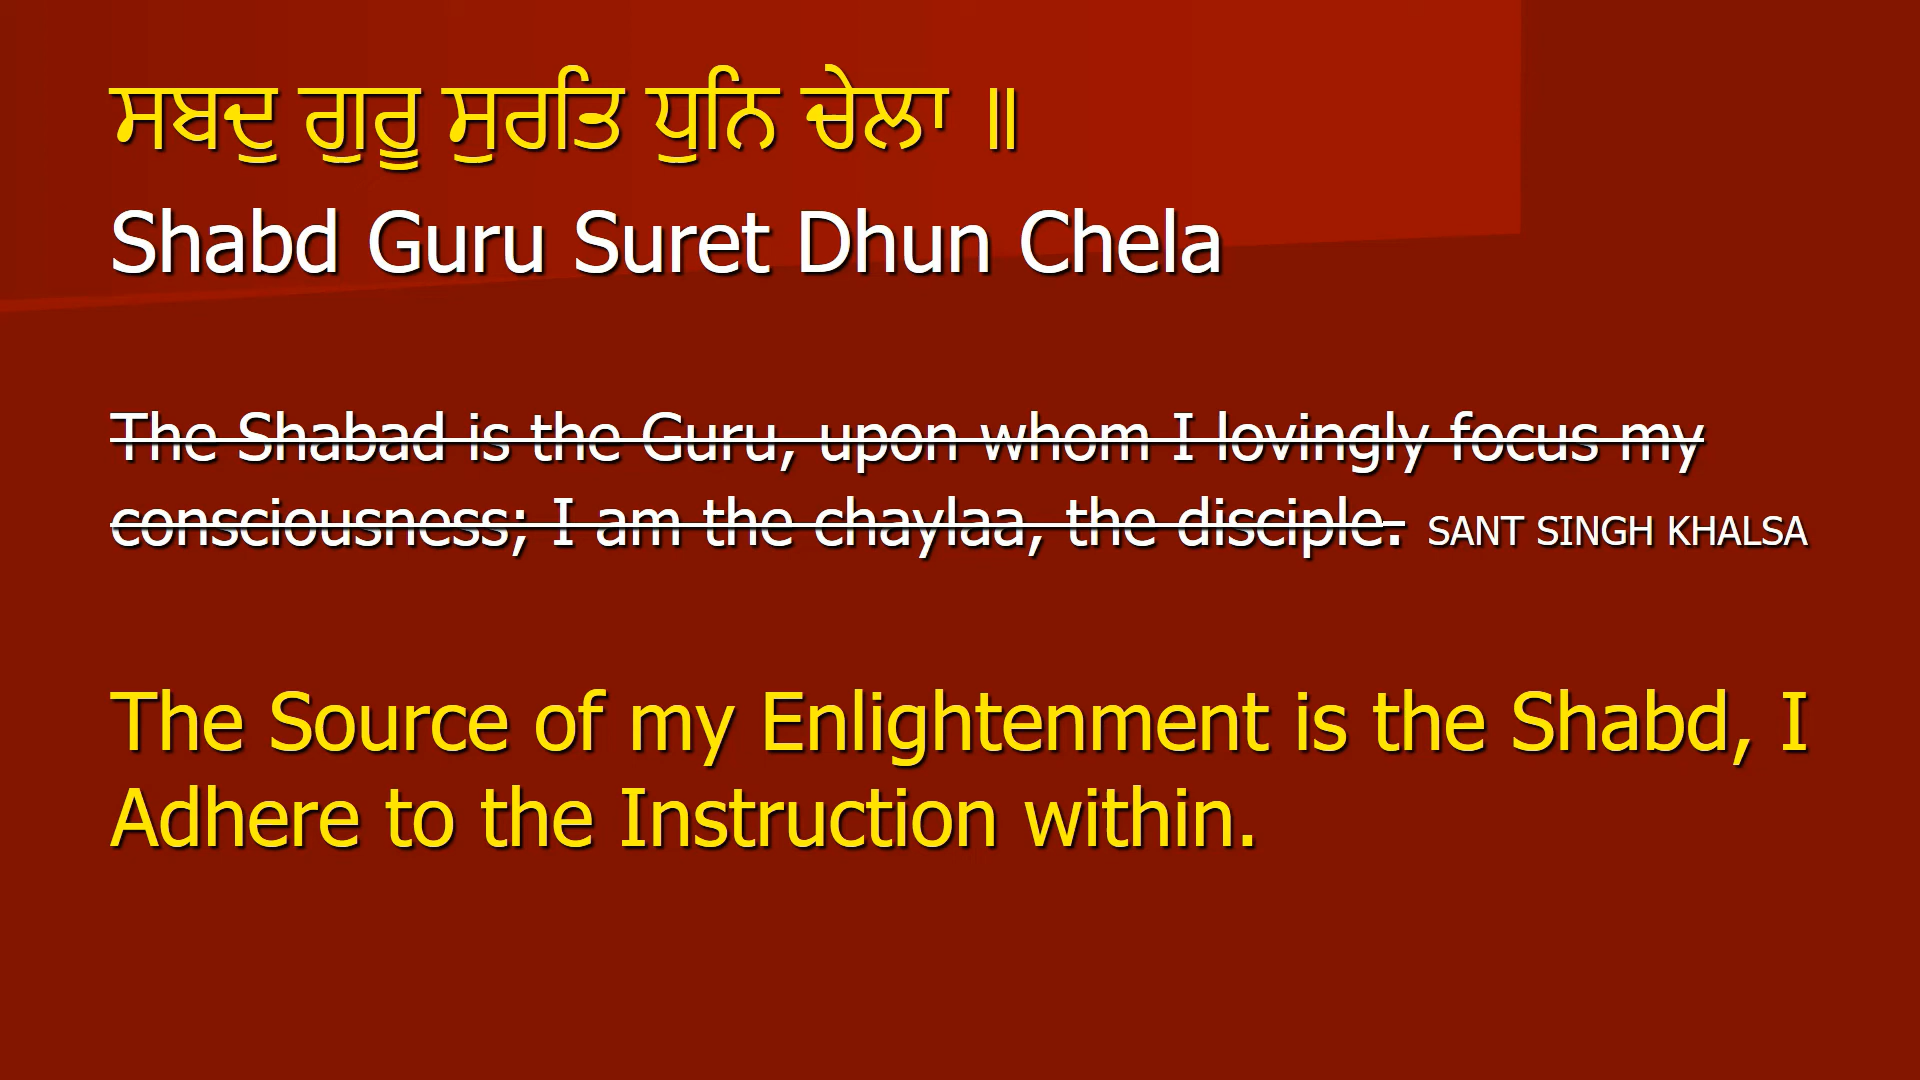 ਸਬਦੁ ਗੁਰੂ ਸੁਰਤਿ ਧੁਨਿ ਚੇਲਾ ॥
Shabd Guru Suret Dhun Chela
The Shabad is the Guru, upon whom I lovingly focus my
consciousness; I am the chaylaa, the disciple. SANT SINGH KHALSA
The Source of my Enlightenment is the Shabd, I
Adhere to the Instruction within.